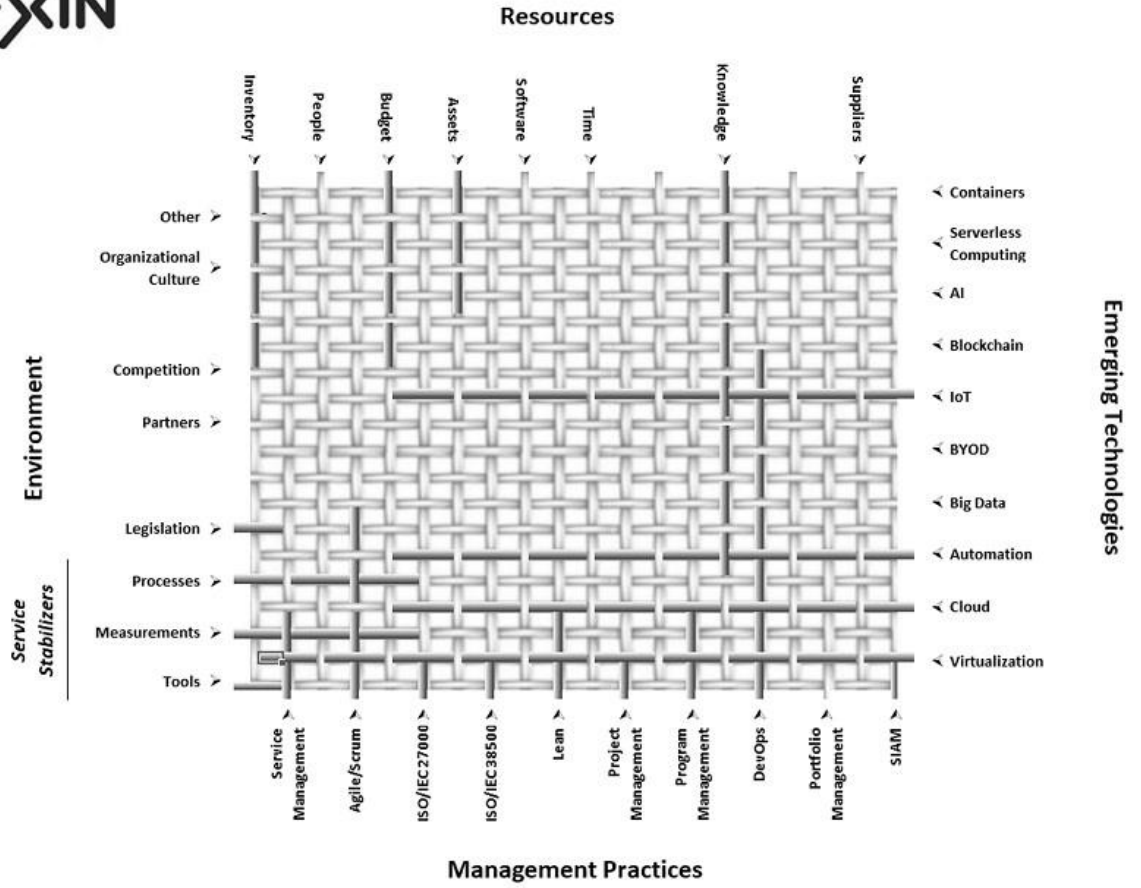 XIN
Resources
Inventory
People
Budget
Assets
Software
Time
Knowledge
Suppliers
Environment
Other
Organizational
Culture
Competition
Partners
Legislation
Service
Stabilizers
Processes
Measurements
Tools
Containers
Serverless
Computing
AI
Blockchain
IoT
BYOD
Big Data
Automation
Cloud
Virtualization
Emerging Technologies
Service
Management
Agile/Scrum
ISO/IEC27000
ISO/IEC38500
Lean
Project
Management
Program
Management
DevOps
Portfolio
Management
SIAM
Management Practices